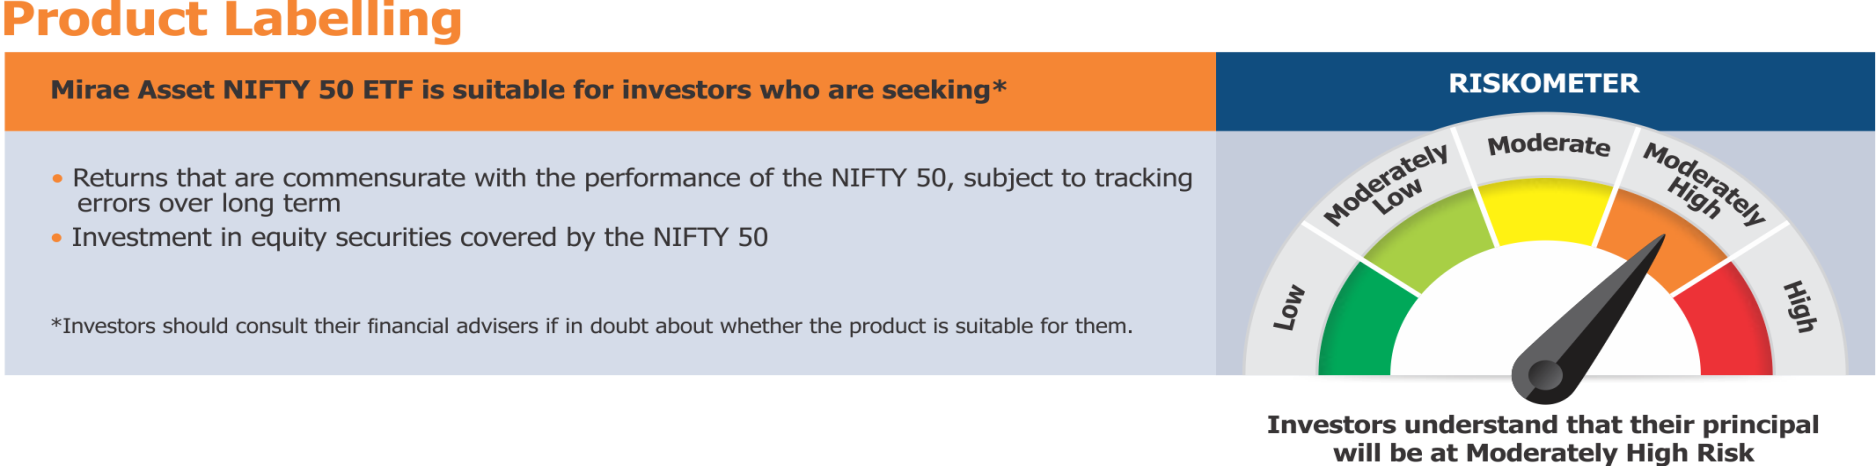 Product Labelling
Mirae Asset NIFTY 50 ETF is suitable for investors who are seeking*
• Returns that are commensurate with the performance of the NIFTY 50, subject to tracking
errors over long term
• Investment in equity securities covered by the NIFTY 50
*Investors should consult their financial advisers if in doubt about whether the product is suitable for them.
RISKOMETER
Low
Moderately
Low
Moderate
Moderately
High
High
Investors understand that their principal
will be at Moderately High Risk